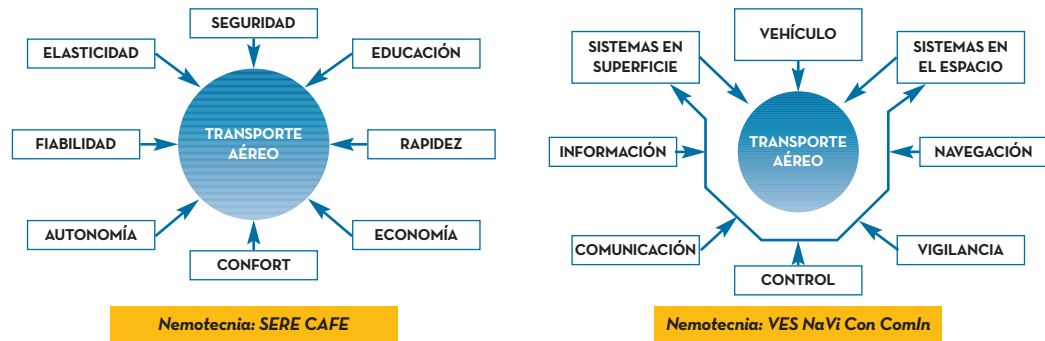 SEGURIDAD
ELASTICIDAD
EDUCACIÓN
FIABILIDAD
TRANSPORTE
AÉREO
RAPIDEZ
AUTONOMÍA
ECONOMÍA
CONFORT
Nemotecnia: SERE CAFE
VEHÍCULO
SISTEMAS EN
SUPERFICIE
SISTEMAS EN
EL ESPACIO
INFORMACIÓN
TRANSPORTE
AÉREO
NAVEGACIÓN
COMUNICACIÓN
VIGILANCIA
CONTROL
Nemotecnia: VES NaVi Con ComIn